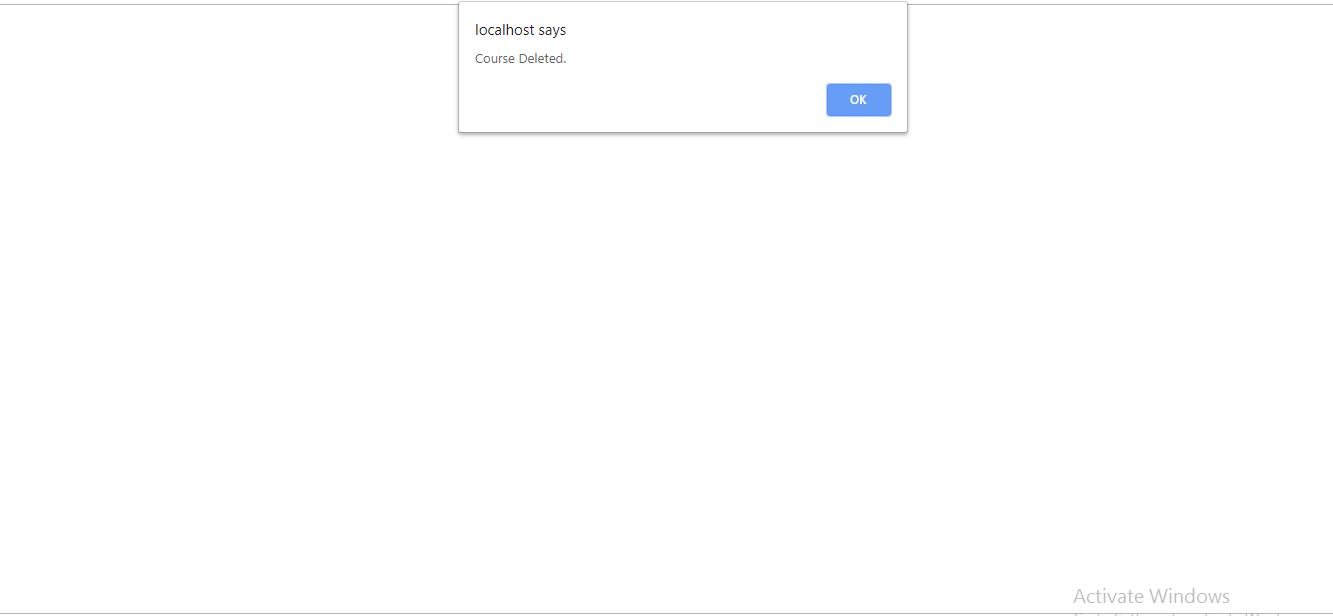 localhost says
Course Deleted.
OK
Activate Windows